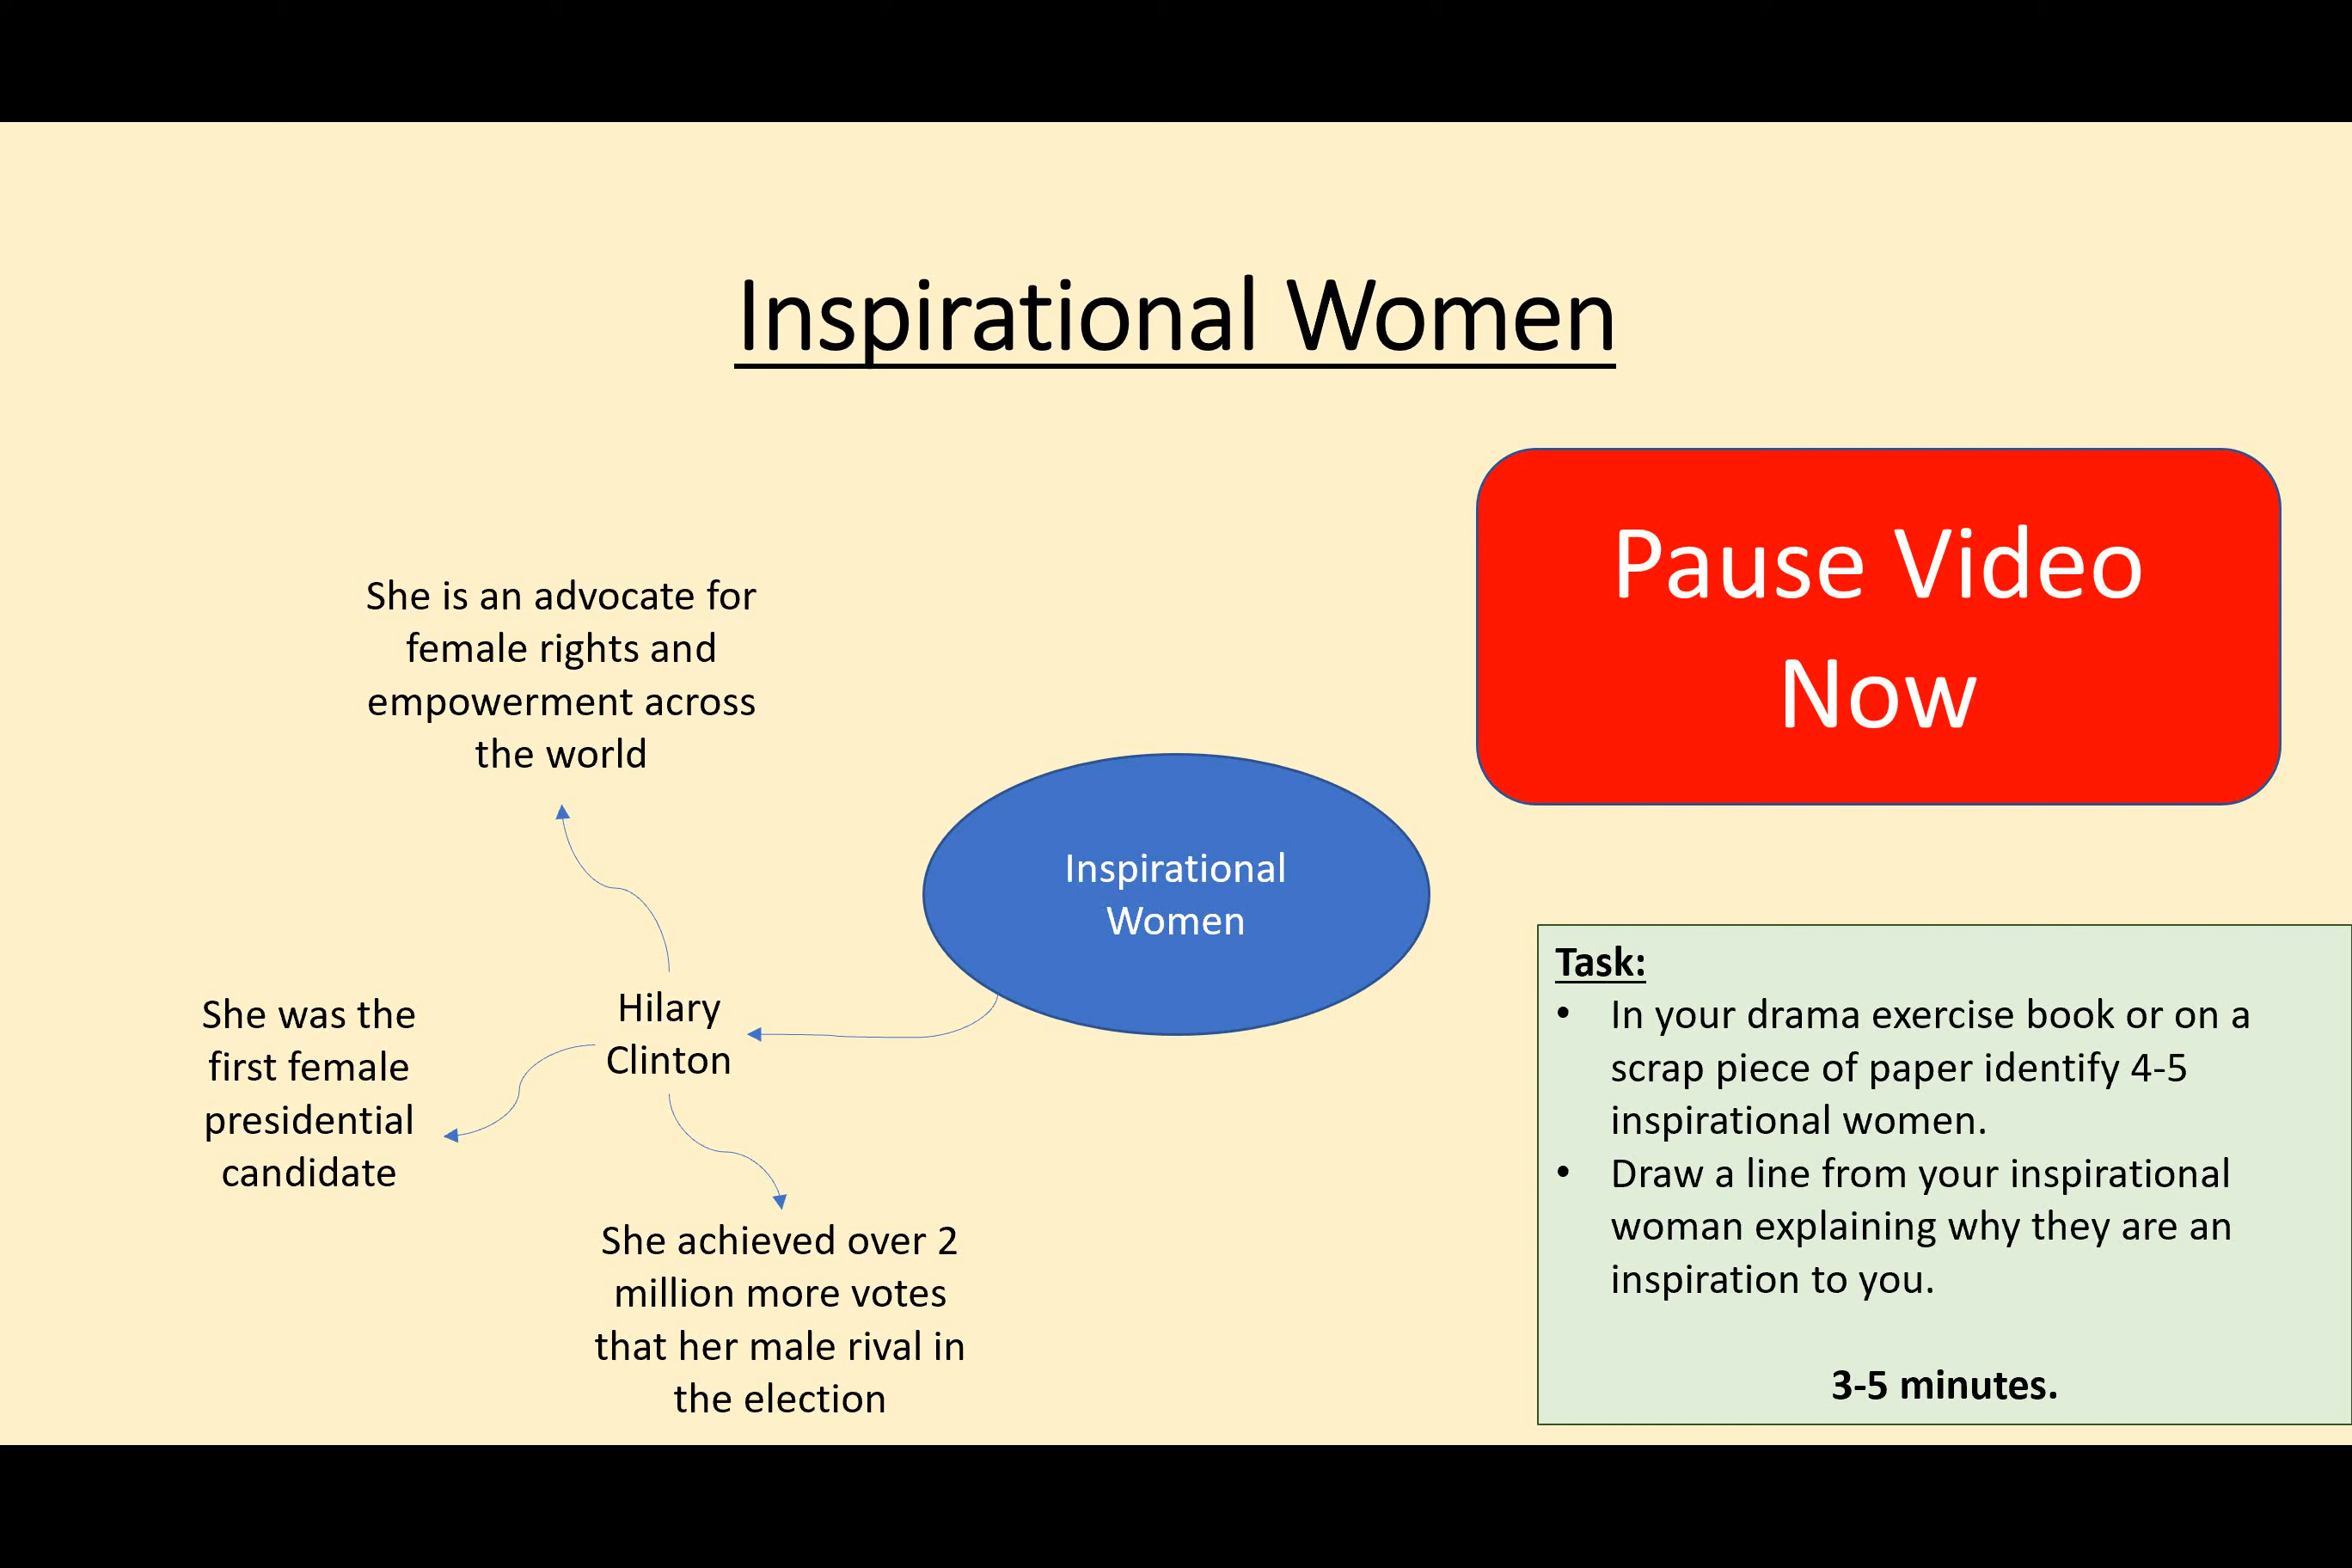 Inspirational Women
Pause Video
Now
She is an advocate for
female rights and
empowerment across
the world
Inspirational
Women
Hilary
Clinton
She was the
first female
presidential
candidate
She achieved over 2
million more votes
that her male rival in
the election
Task:
• In your drama exercise book or on a
scrap piece of paper identify 4-5
inspirational women.
• Draw a line from your inspirational
woman explaining why they are an
inspiration to you.
3-5 minutes.